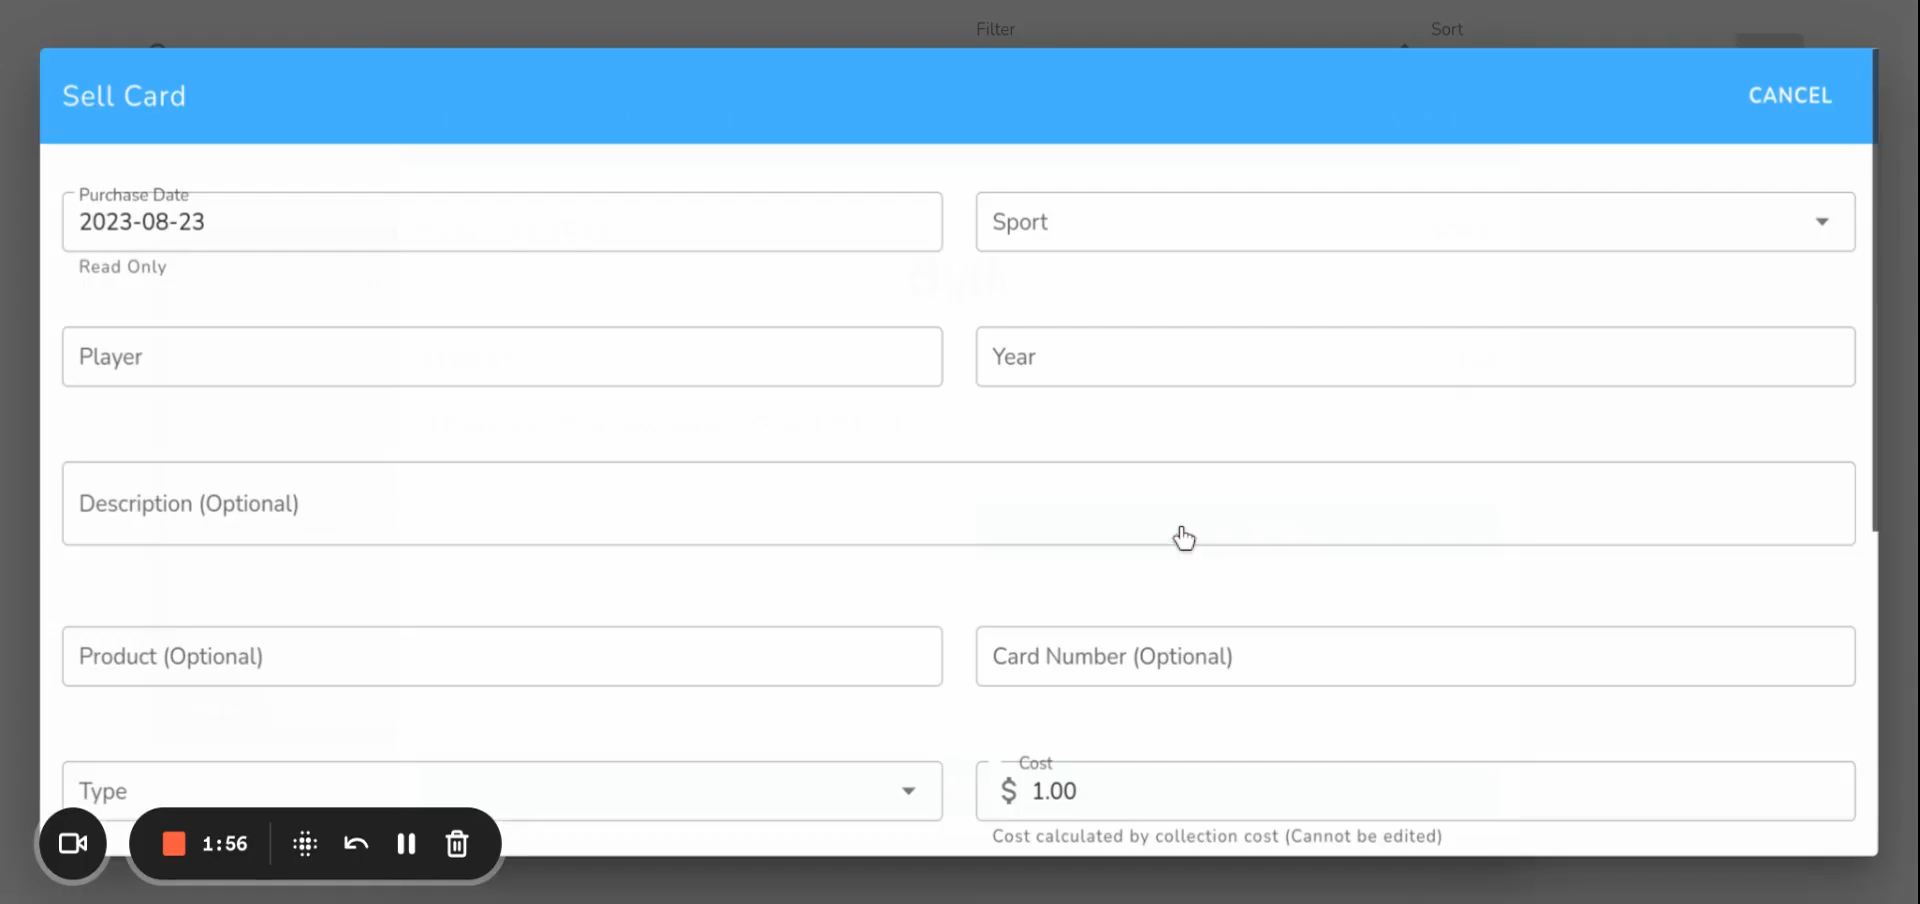 Filter Sort
Sell Card CANCEL
Purchase Date
2023-08-23 Sport
Read Only
Player Year
Description (Optional)
Product (Optional) Card Number (Optional)
Cost
Type $ 1.00
1:56 Cost calculated by collection cost (Cannot be edited)